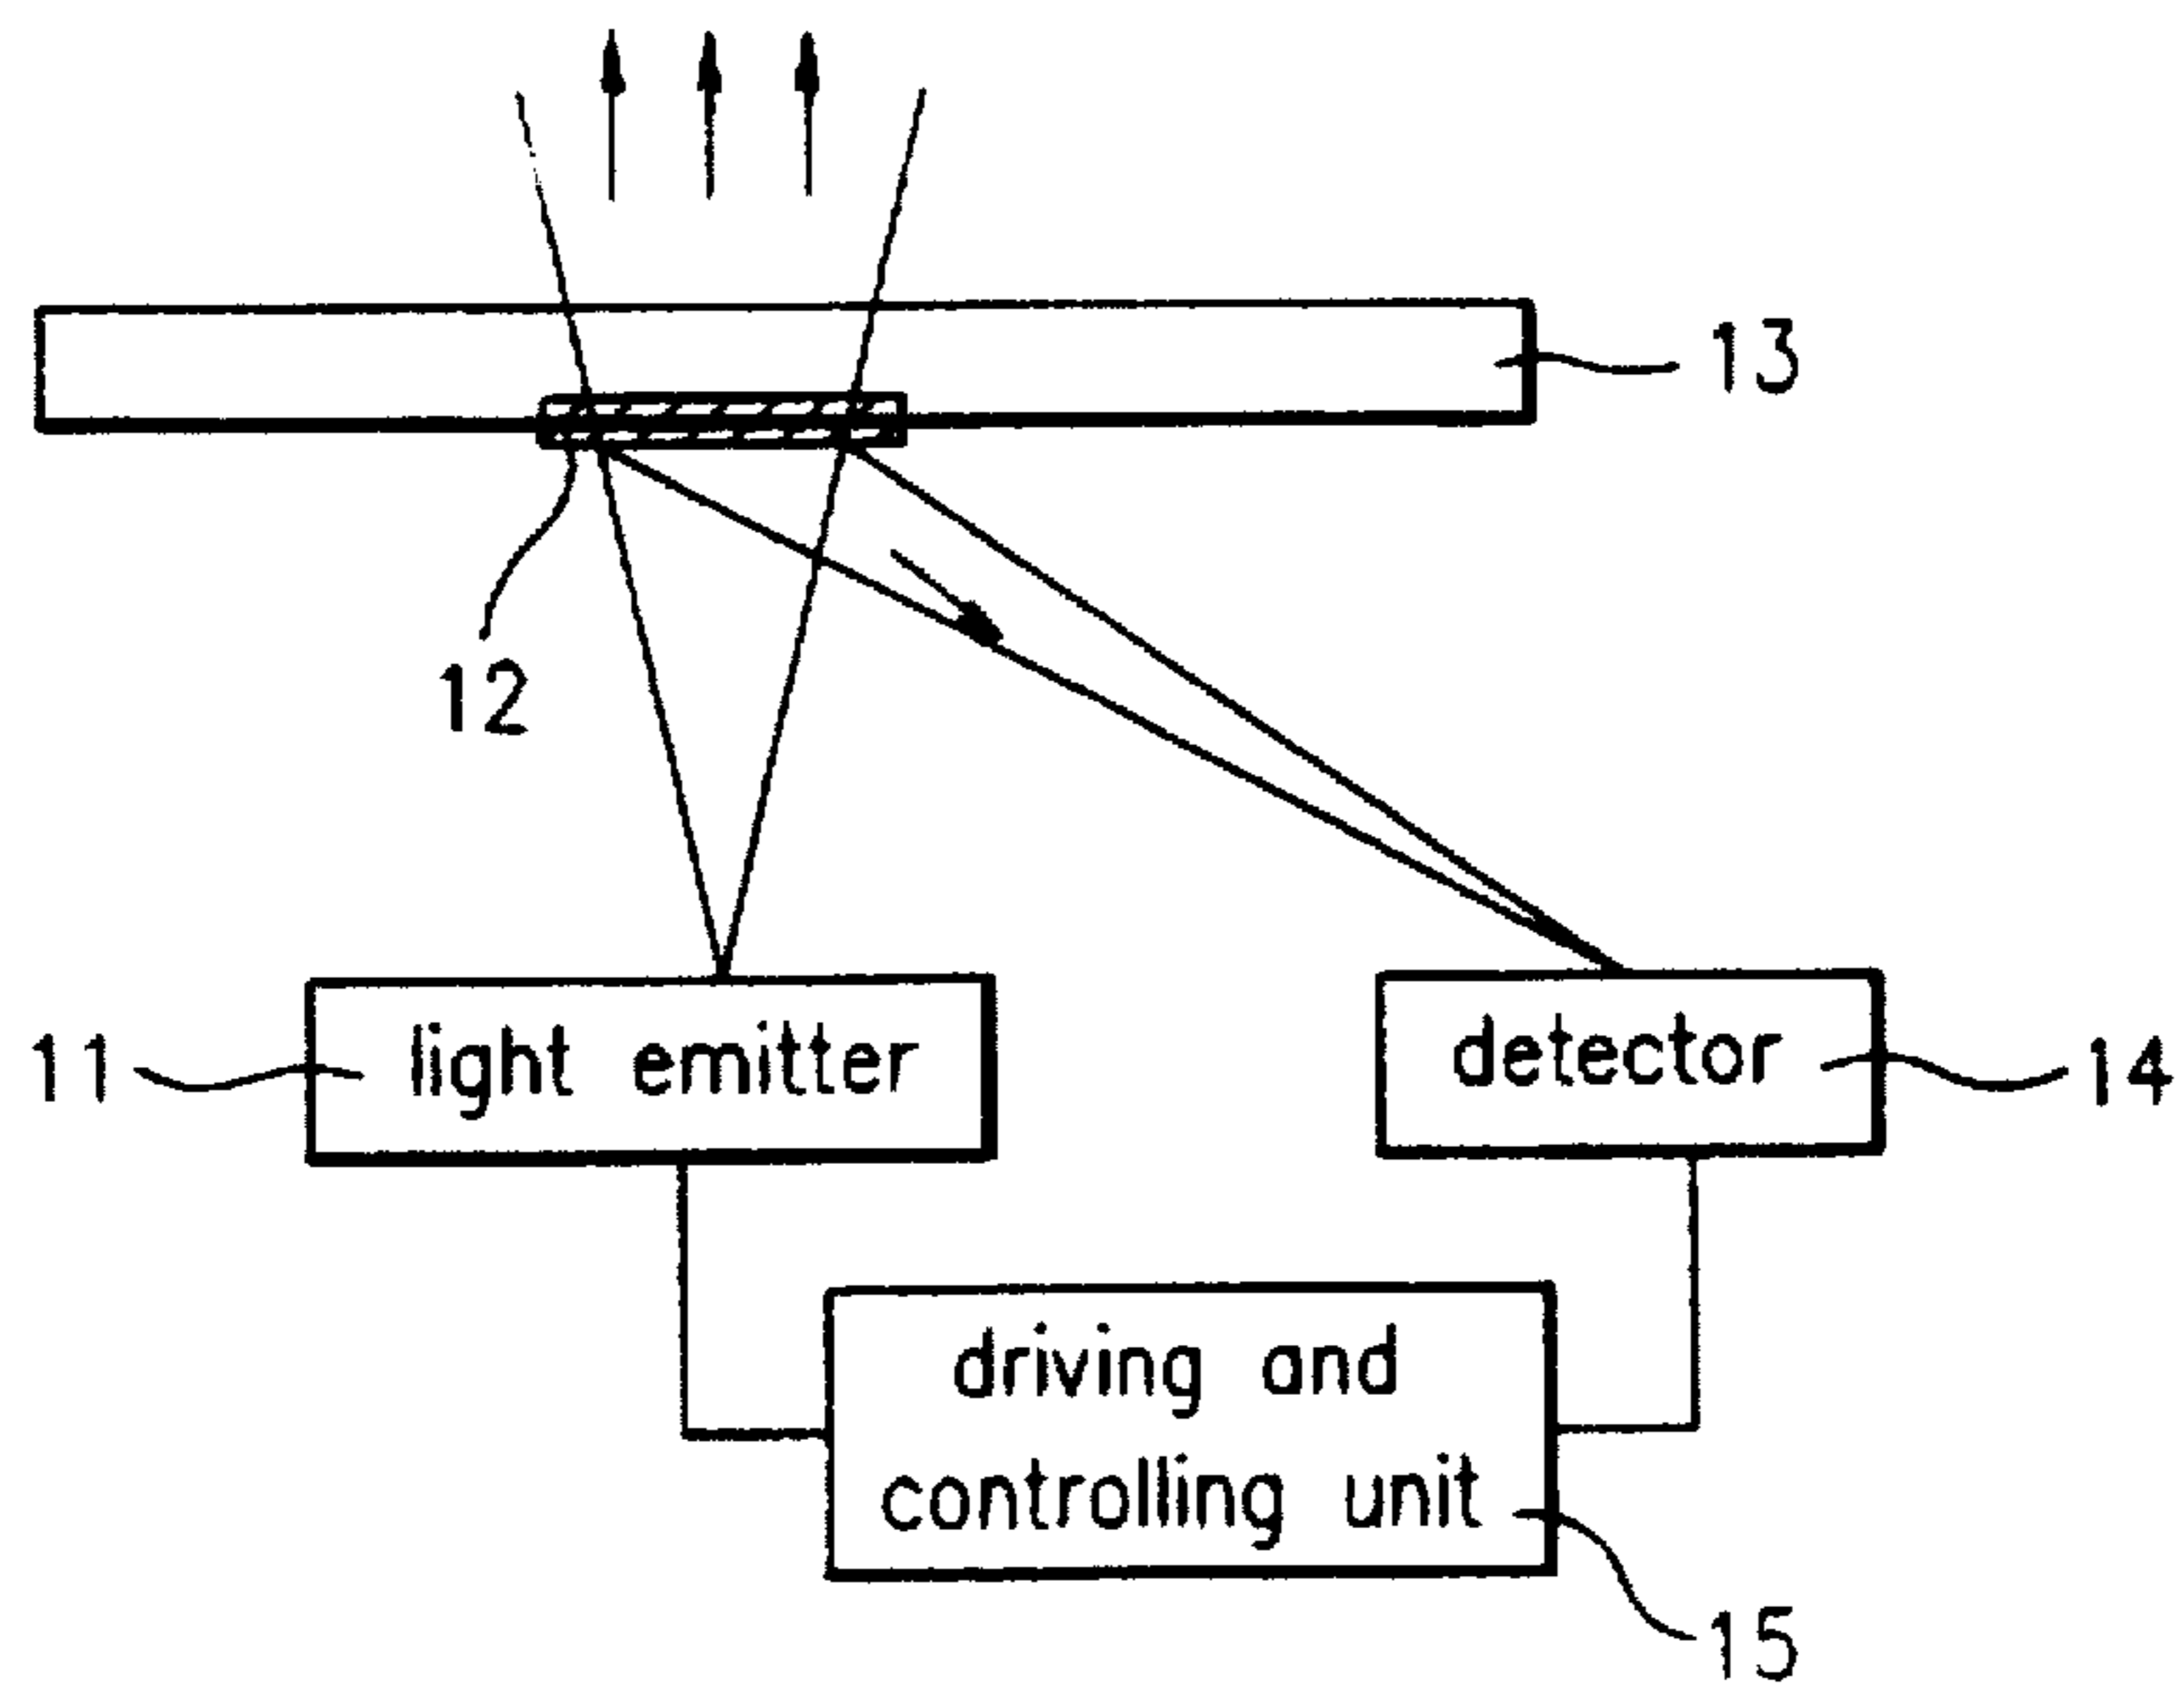 13
12
11
light emitter
detector
14
driving and
controlling unit
15